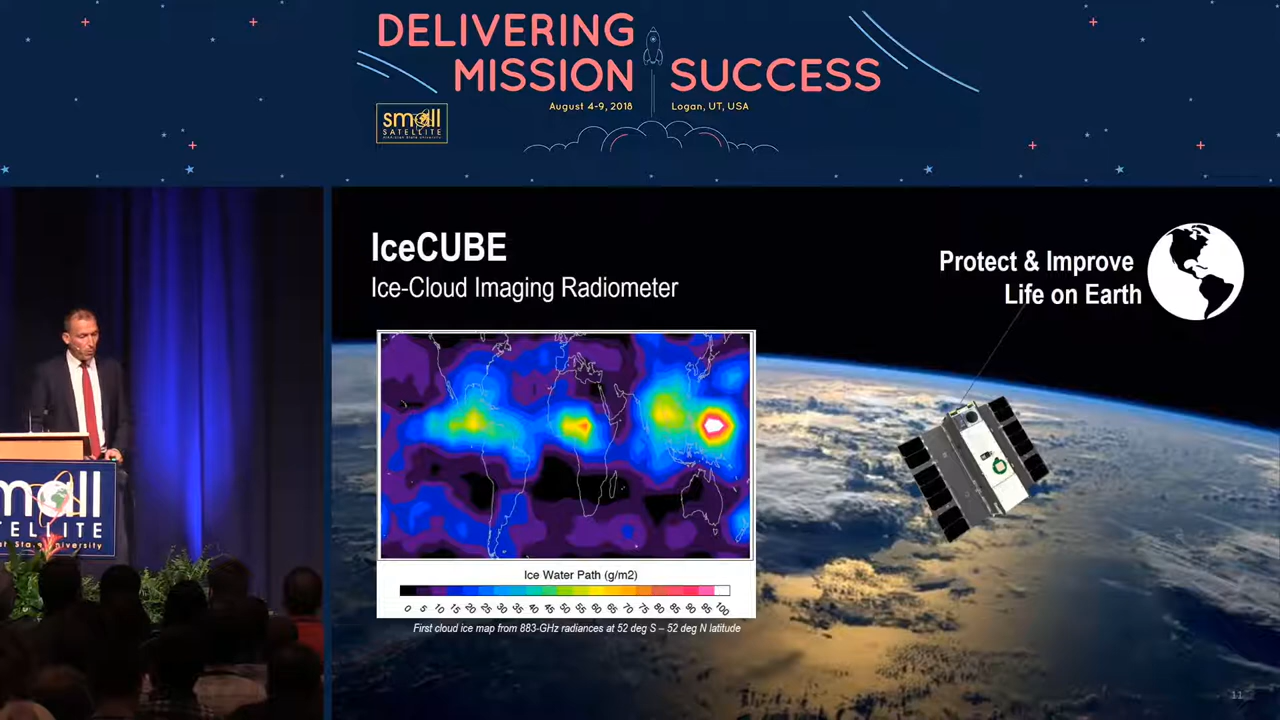 DELIVERING
MISSION SUCCESS
August 4-9, 2018 Logan, UT, USA
small
SATELLITE
small
SATELLITE
IceCUBE
Ice-Cloud Imaging Radiometer
Protect & Improve
Life on Earth
Ice Water Path (g/m2)
0 5 10 15 20 25 30 35 40 45 50 55 60 65 70 75 80 85 90 95 100
First cloud ice map from 883-GHz radiances at 52 deg S – 52 deg N latitude
11